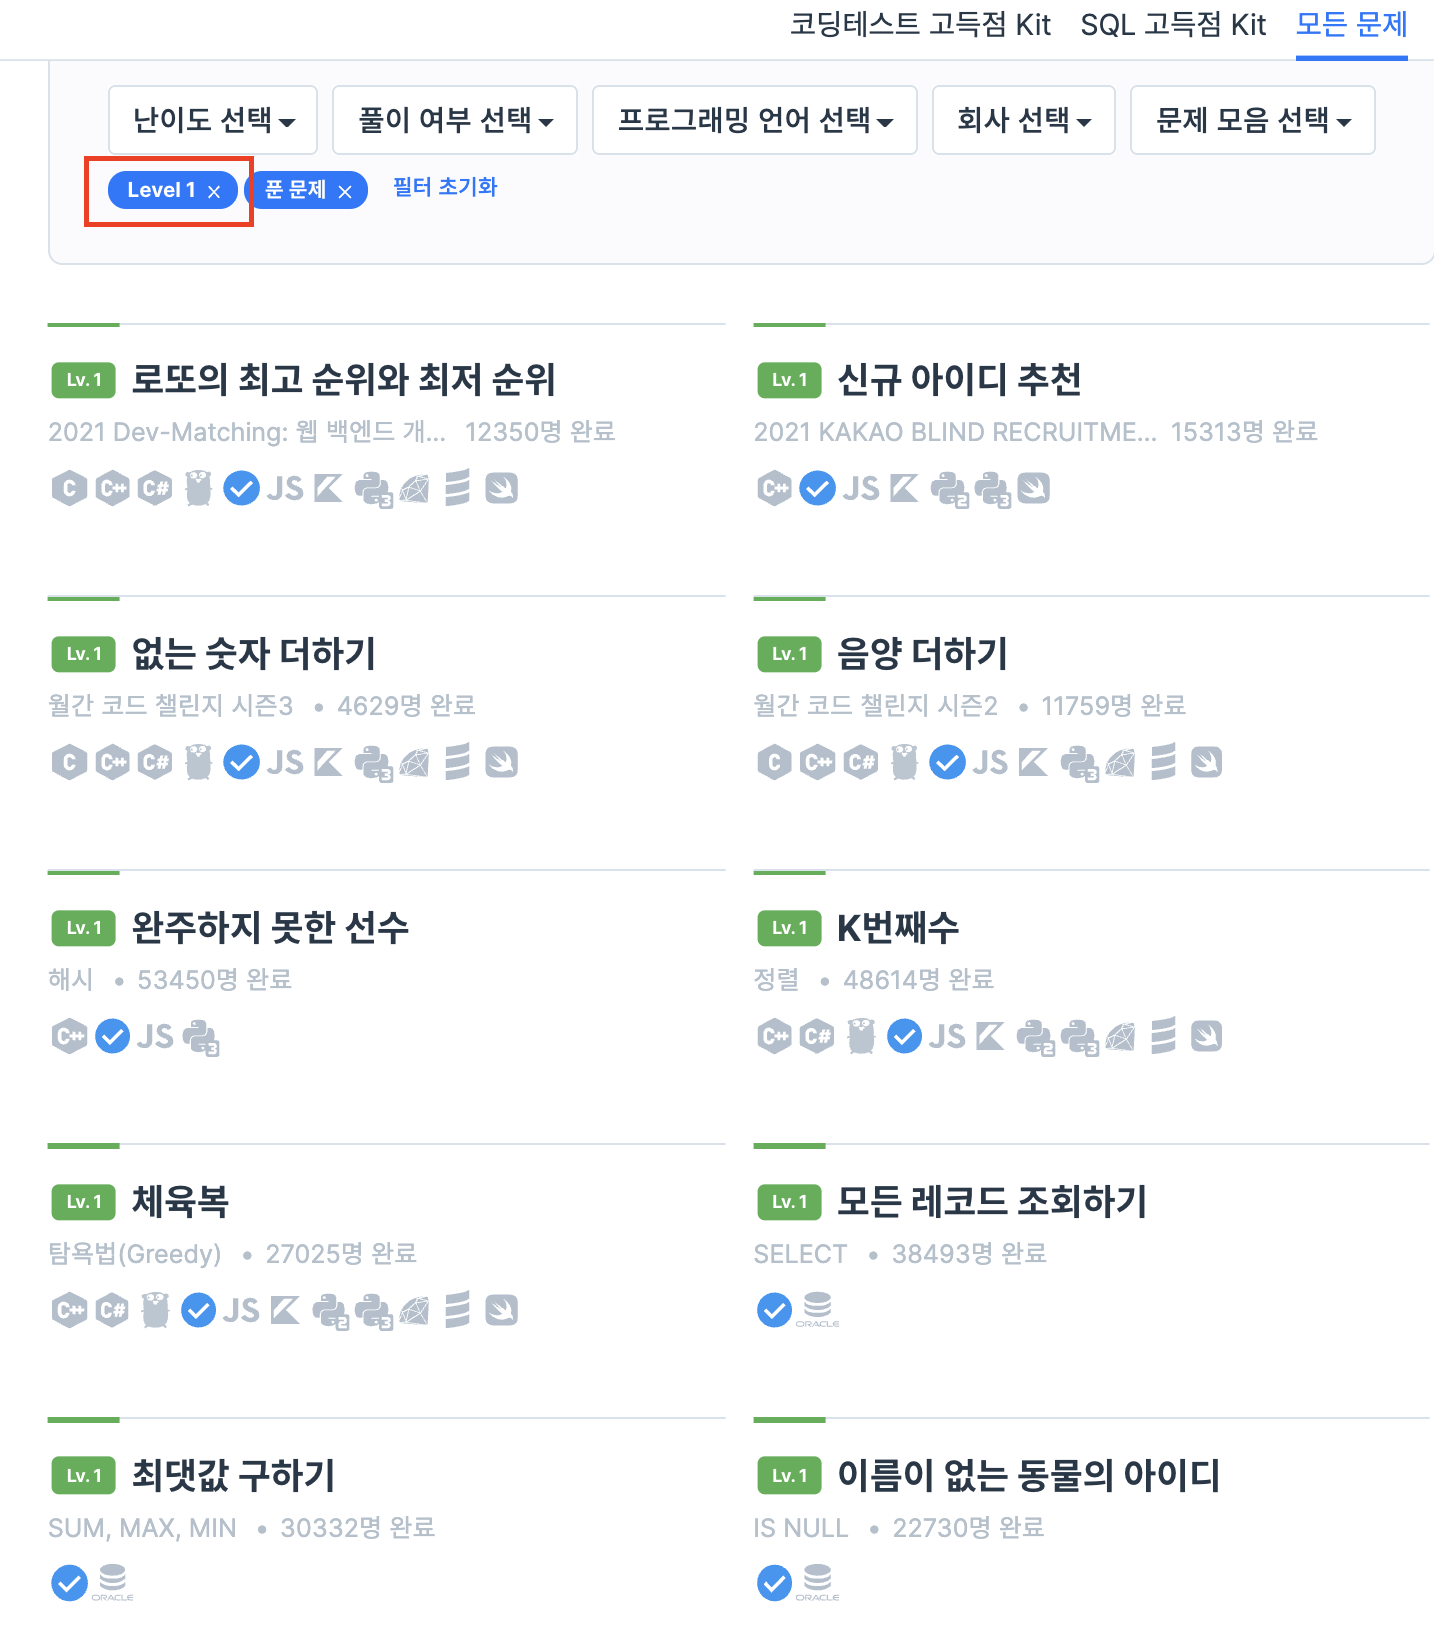 코딩테스트 고득점 Kit SQL 고득점 Kit 모든 문제
난이도 선택 풀이 여부 선택 프로그래밍 언어 선택 회사 선택 문제 모음 선택
Level 1 × 푼 문제 × 필터 초기화
Lv. 1 로또의 최고 순위와 최저 순위
2021 Dev-Matching: 웹 백엔드 개... 12350명 완료
C C++ C# JS 3
Lv. 1 신규 아이디 추천
2021 KAKAO BLIND RECRUITME... 15313명 완료
C++ JS 2 3
Lv. 1 없는 숫자 더하기
월간 코드 챌린지 시즌3 • 4629명 완료
C C++ C# JS 3
Lv. 1 음양 더하기
월간 코드 챌린지 시즌2 • 11759명 완료
C C++ C# JS 3
Lv. 1 완주하지 못한 선수
해시 • 53450명 완료
C++ JS 3
Lv. 1 K번째수
정렬 • 48614명 완료
C++ C# JS 2 3
Lv. 1 체육복
탐욕법(Greedy) • 27025명 완료
C++ C# JS 2 3
Lv. 1 모든 레코드 조회하기
SELECT • 38493명 완료
ORACLE
Lv. 1 최댓값 구하기
SUM, MAX, MIN • 30332명 완료
ORACLE
Lv. 1 이름이 없는 동물의 아이디
IS NULL • 22730명 완료
ORACLE